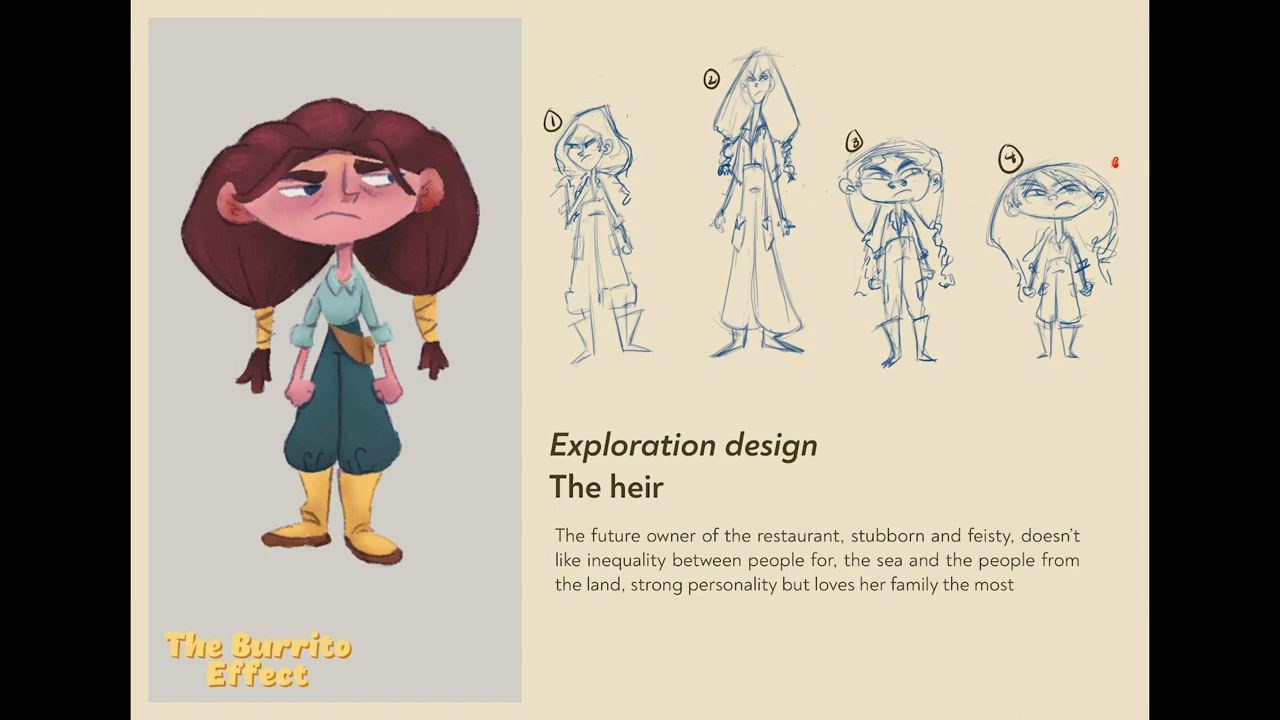 1
2
3
4
Exploration design
The heir
The future owner of the restaurant, stubborn and feisty, doesn't
like inequality between people for, the sea and the people from
the land, strong personality but loves her family the most
The Burrito
Effect